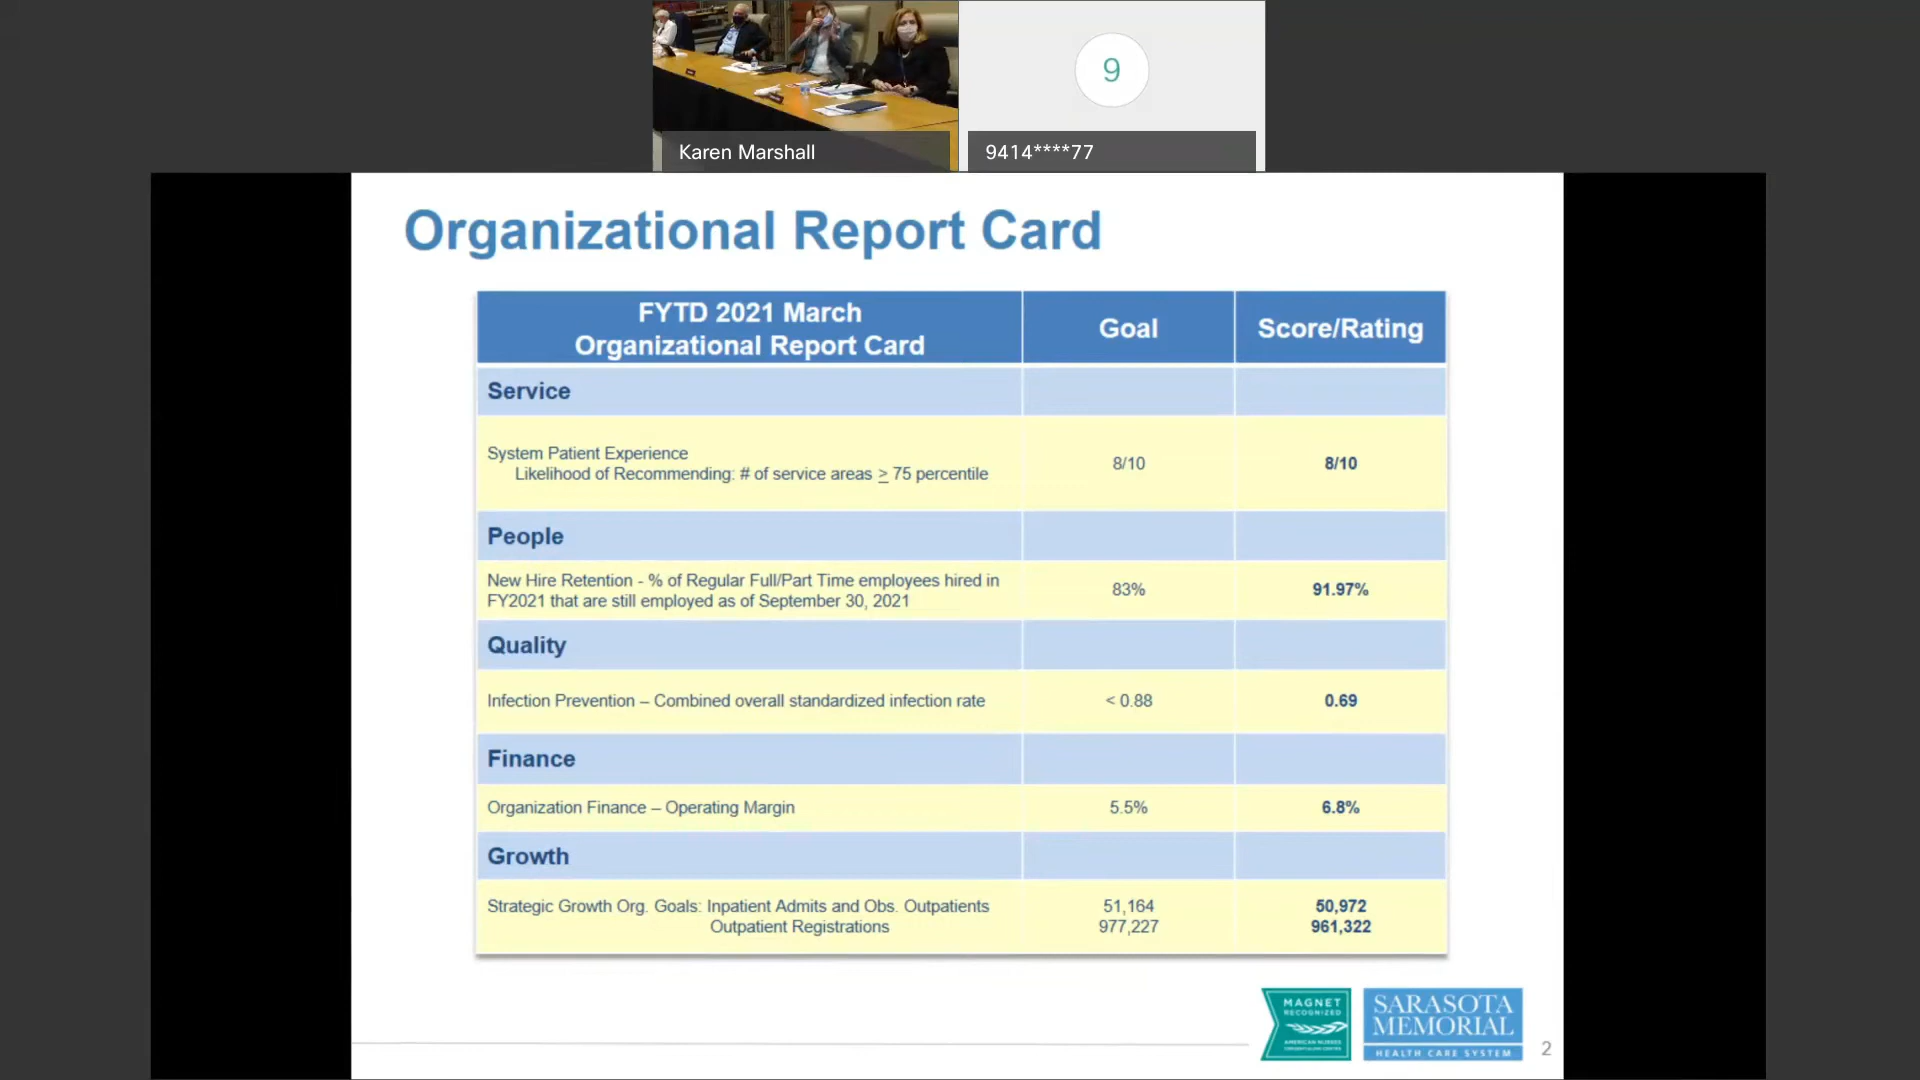 9
Karen Marshall
9414****77
Organizational Report Card
FYTD 2021 March
Organizational Report Card
Goal
Score/Rating
Service
System Patient Experience
Likelihood of Recommending: # of service areas ≥ 75 percentile
8/10
8/10
People
New Hire Retention - % of Regular Full/Part Time employees hired in
FY2021 that are still employed as of September 30, 2021
83%
91.97%
Quality
Infection Prevention – Combined overall standardized infection rate
< 0.88
0.69
Finance
Organization Finance – Operating Margin
5.5%
6.8%
Growth
Strategic Growth Org. Goals: Inpatient Admits and Obs. Outpatients
Outpatient Registrations
51,164
977,227
50,972
961,322
MAGNET
RECOGNIZED
AMERICAN NURSES
CREDENTIALING CENTER
SARASOTA
MEMORIAL
HEALTH CARE SYSTEM
2